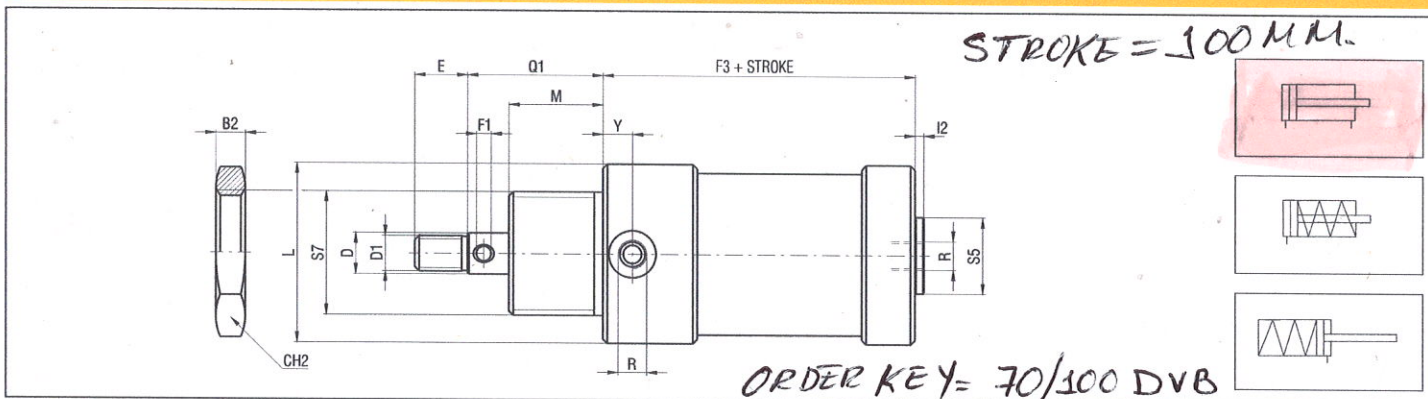 STROKE = 100 MM.
E
Q1
F3 + STROKE
M
B2
F1
Y
I2
L
S7
D
D1
R
S5
CH2
R
ORDER KEY= 70/100 DVB